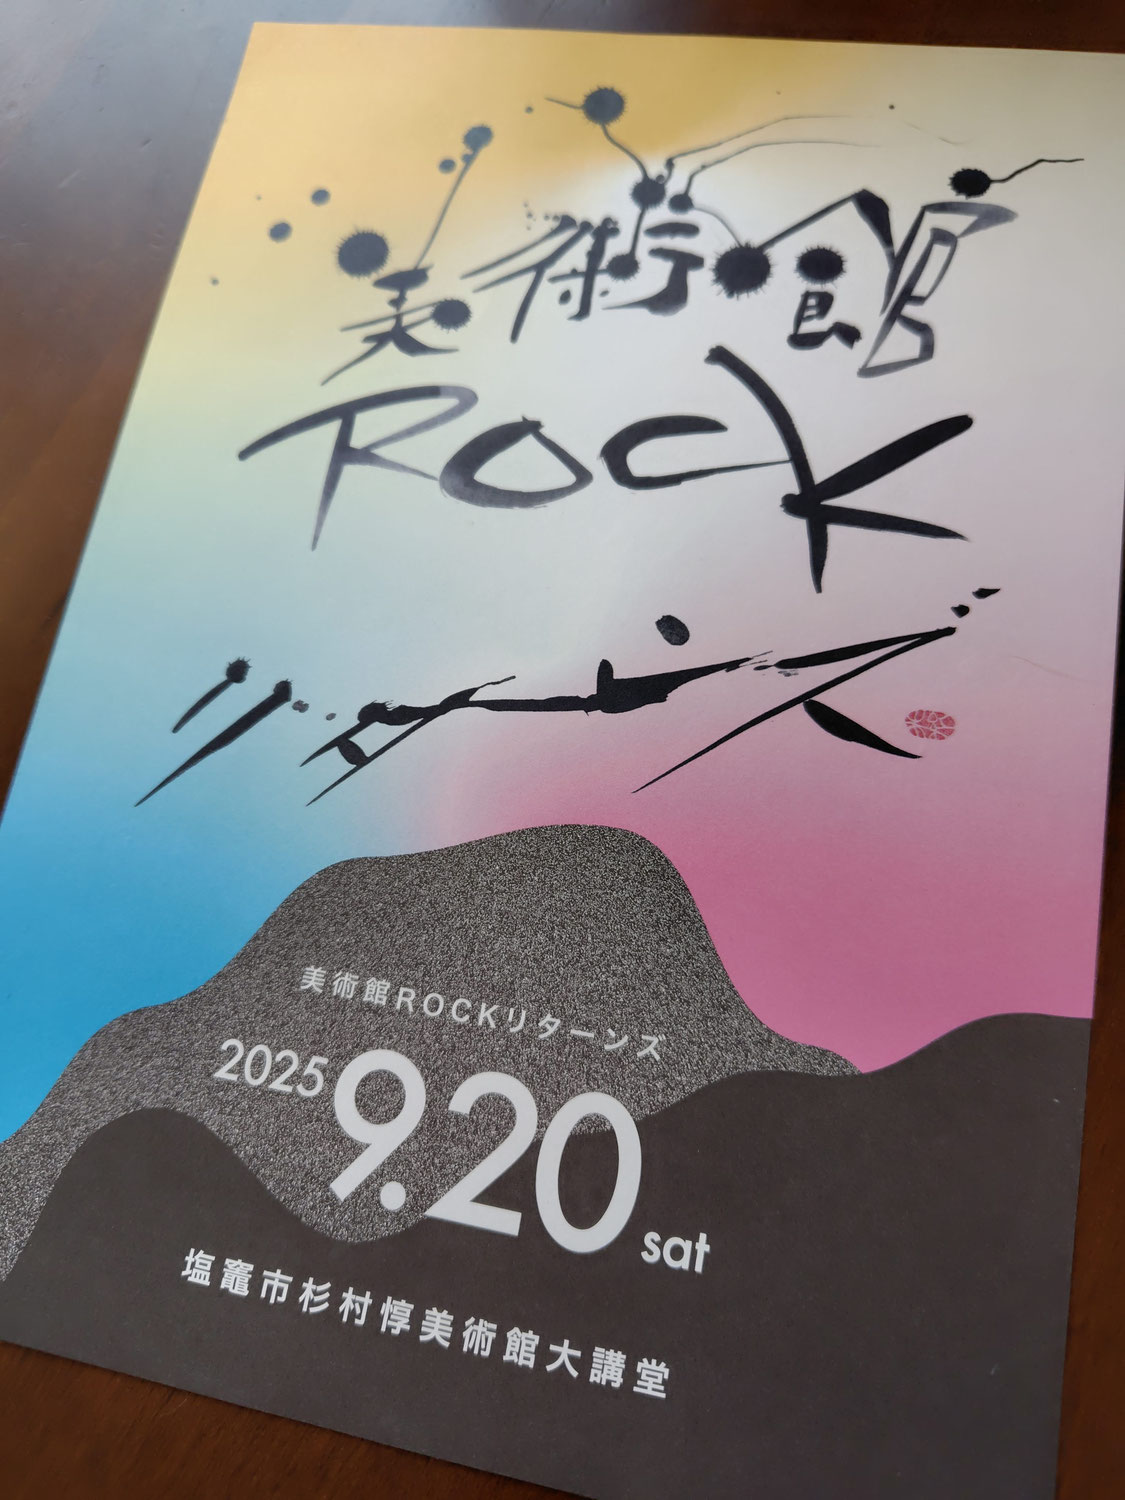 美術館
ROCK
リターンズ
美術館ROCKリターンズ
2025 9.20 sat
塩竈市杉村惇美術館大講堂